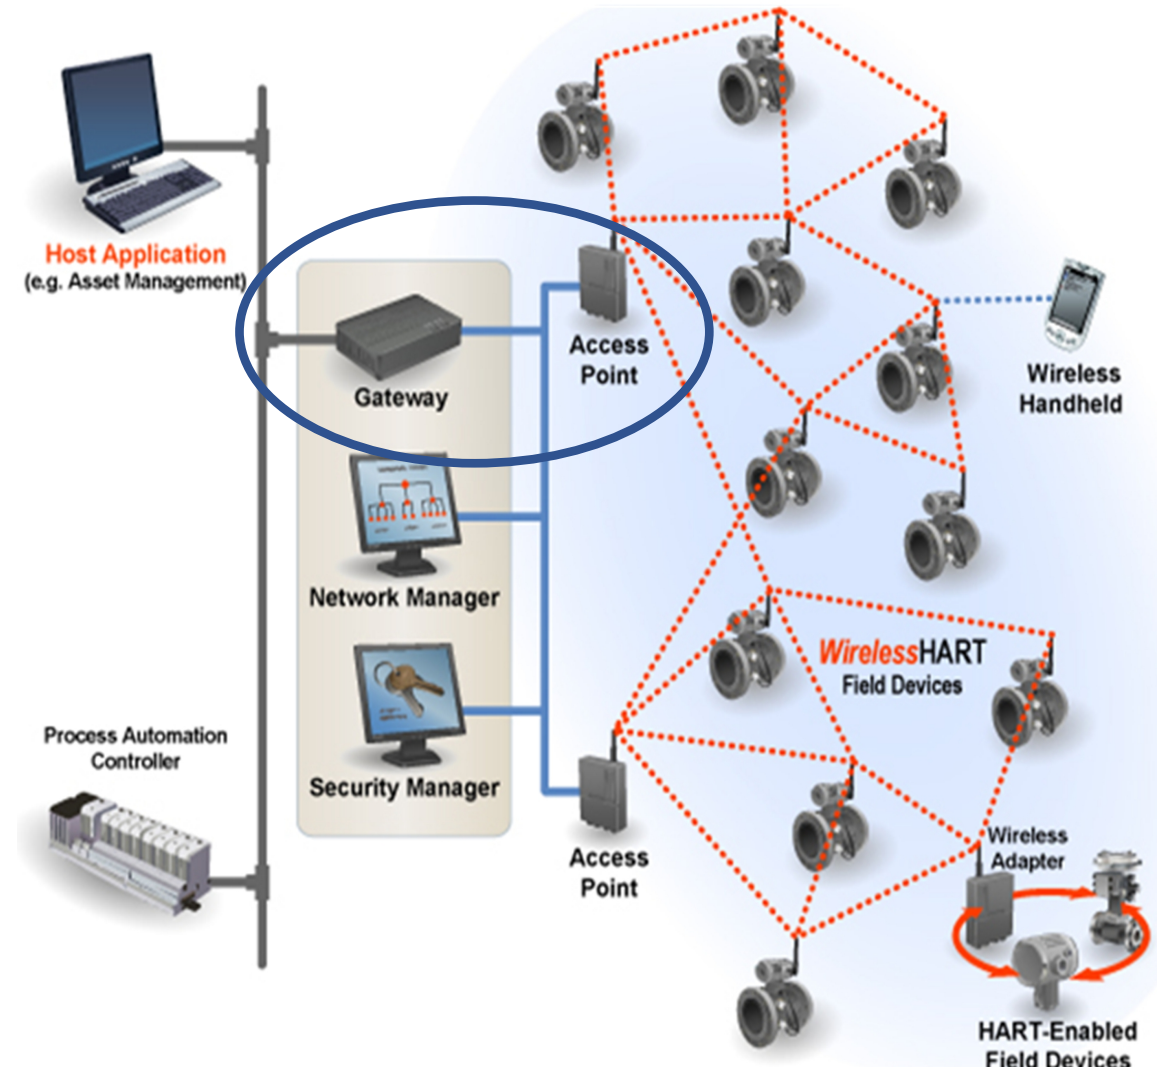 Host Application
(e.g. Asset Management)
Gateway
Access
Point
Wireless
Handheld
Network Manager
WirelessHART
Field Devices
Security Manager
Process Automation
Controller
Access
Point
Wireless
Adapter
HART-Enabled
Field Devices